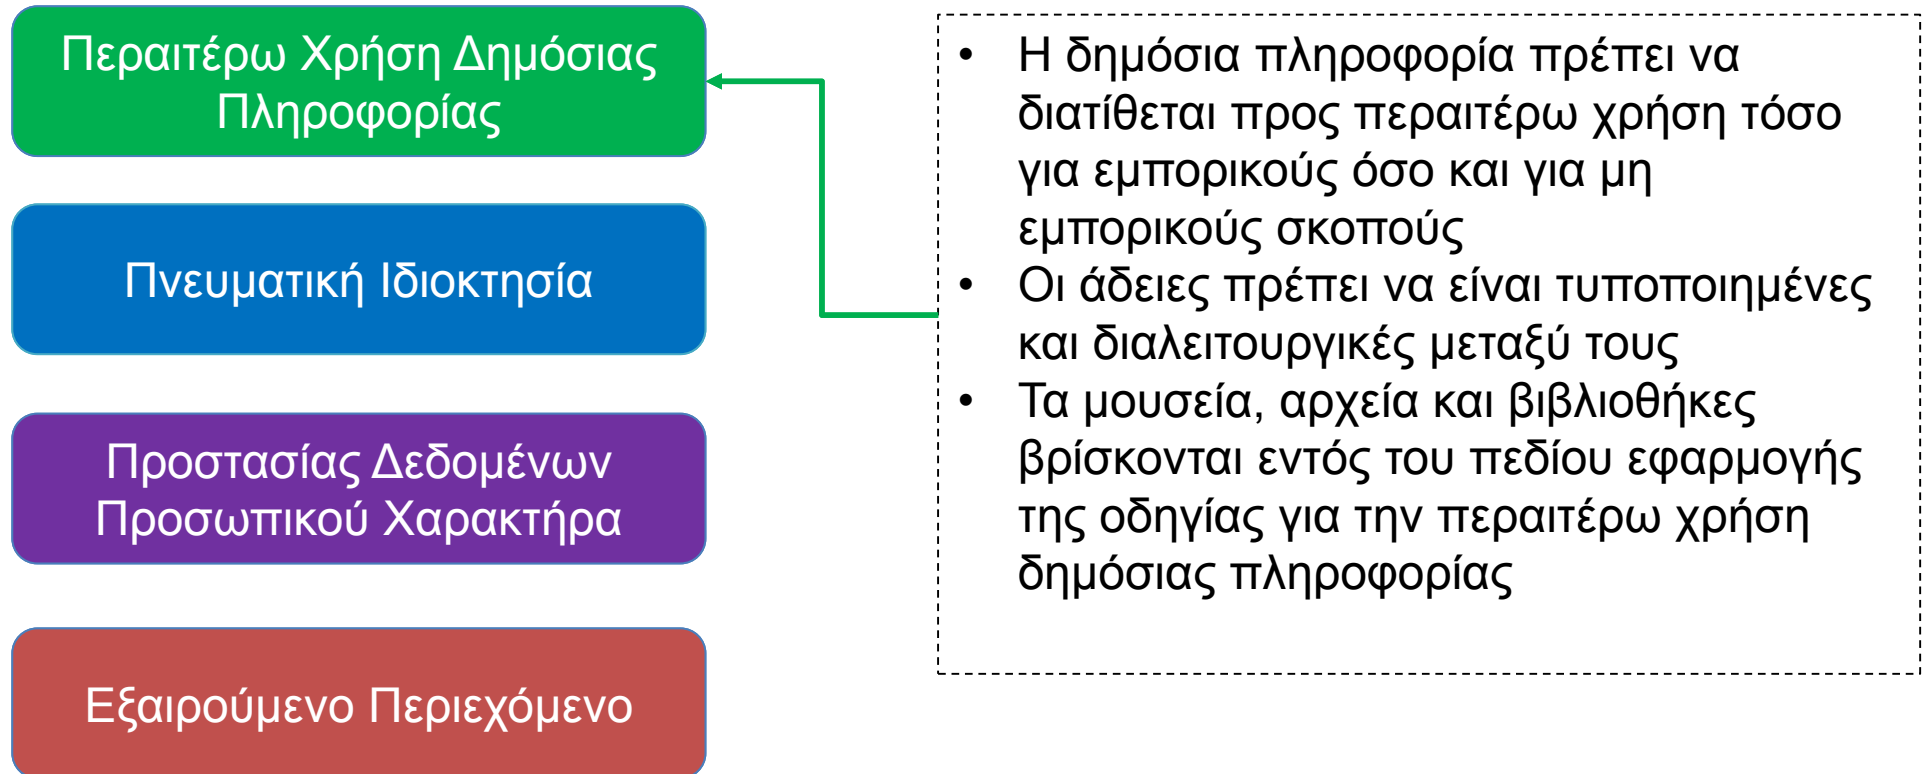 Περαιτέρω Χρήση Δημόσιας
Πληροφορίας
Πνευματική Ιδιοκτησία
Προστασίας Δεδομένων
Προσωπικού Χαρακτήρα
Εξαιρούμενο Περιεχόμενο
• Η δημόσια πληροφορία πρέπει να
διατίθεται προς περαιτέρω χρήση τόσο
για εμπορικούς όσο και για μη
εμπορικούς σκοπούς
• Οι άδειες πρέπει να είναι τυποποιημένες
και διαλειτουργικές μεταξύ τους
• Τα μουσεία, αρχεία και βιβλιοθήκες
βρίσκονται εντός του πεδίου εφαρμογής
της οδηγίας για την περαιτέρω χρήση
δημόσιας πληροφορίας